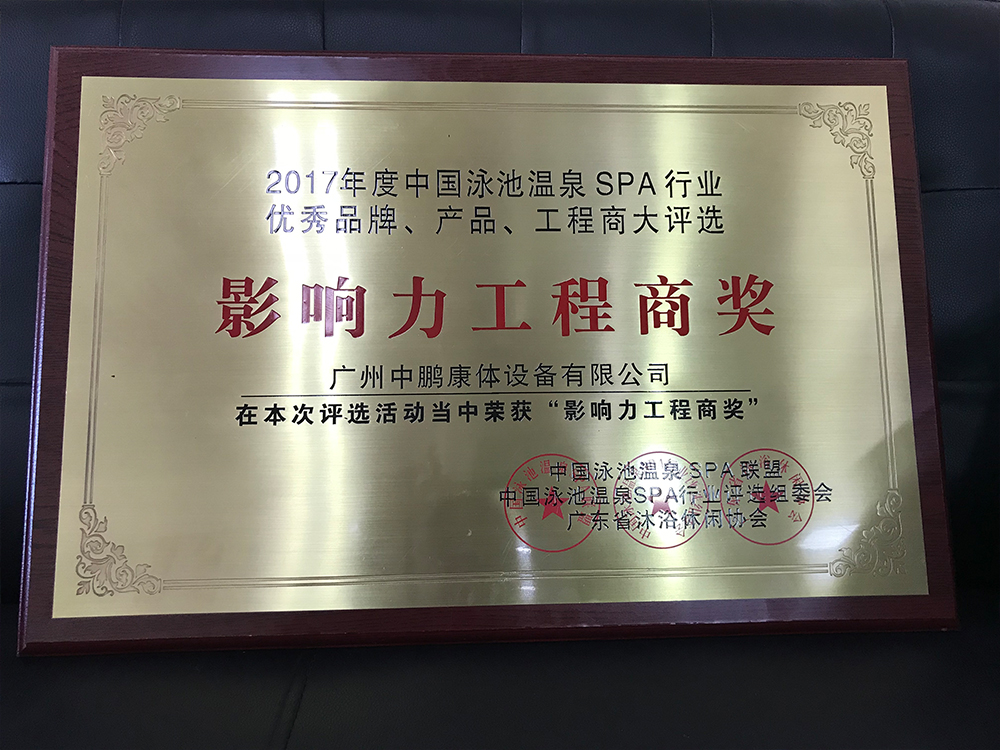 2017年度中国泳池温泉SPA行业
优秀品牌、产品、工程商大评选
影响力工程商奖
广州中鹏康体设备有限公司
在本次评选活动当中荣获“影响力工程商奖”
中国泳池温泉SPA联盟
中国泳池温泉SPA行业评选组委会
广东省沐浴休闲协会